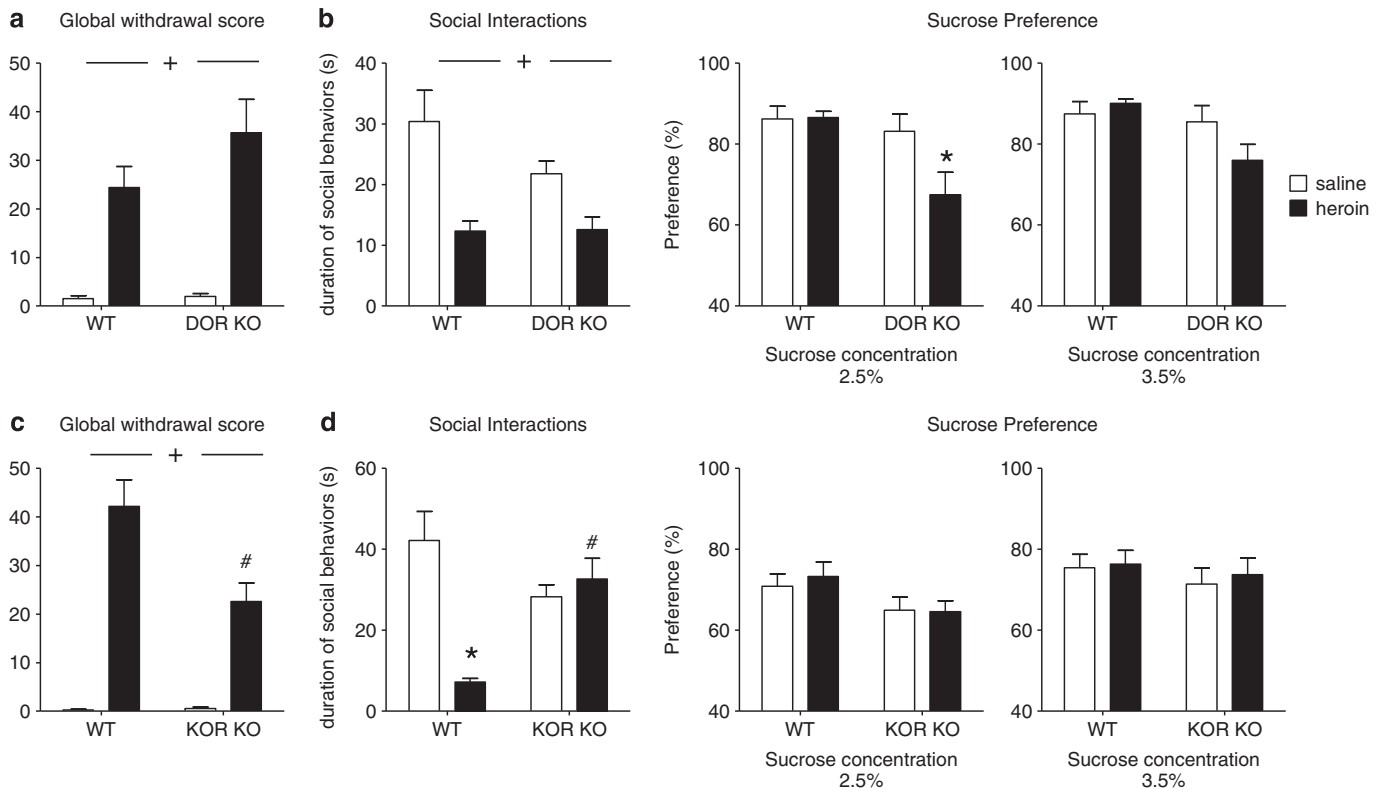 a
Global withdrawal score
50
40
30
20
10
0
+
WT
DOR KO
b
Social Interactions
duration of social behaviors (s)
40
30
20
10
0
+
WT
DOR KO
Sucrose Preference
Preference (%)
100
80
60
40
*
WT
DOR KO
Sucrose concentration
2.5%
100
80
60
40
WT
DOR KO
Sucrose concentration
3.5%
saline
heroin
c
Global withdrawal score
50
40
30
20
10
0
+
#
WT
KOR KO
d
Social Interactions
duration of social behaviors (s)
60
40
20
0
*
#
WT
KOR KO
Sucrose Preference
Preference (%)
100
80
60
40
WT
KOR KO
Sucrose concentration
2.5%
100
80
60
40
WT
KOR KO
Sucrose concentration
3.5%